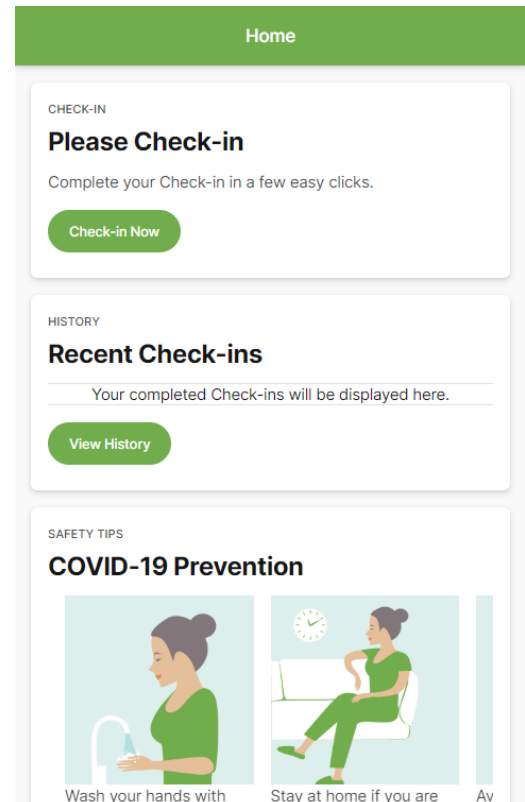 Home
CHECK-IN
Please Check-in
Complete your Check-in in a few easy clicks.
Check-in Now
HISTORY
Recent Check-ins
Your completed Check-ins will be displayed here.
View History
SAFETY TIPS
COVID-19 Prevention
Wash your hands with
Stay at home if you are